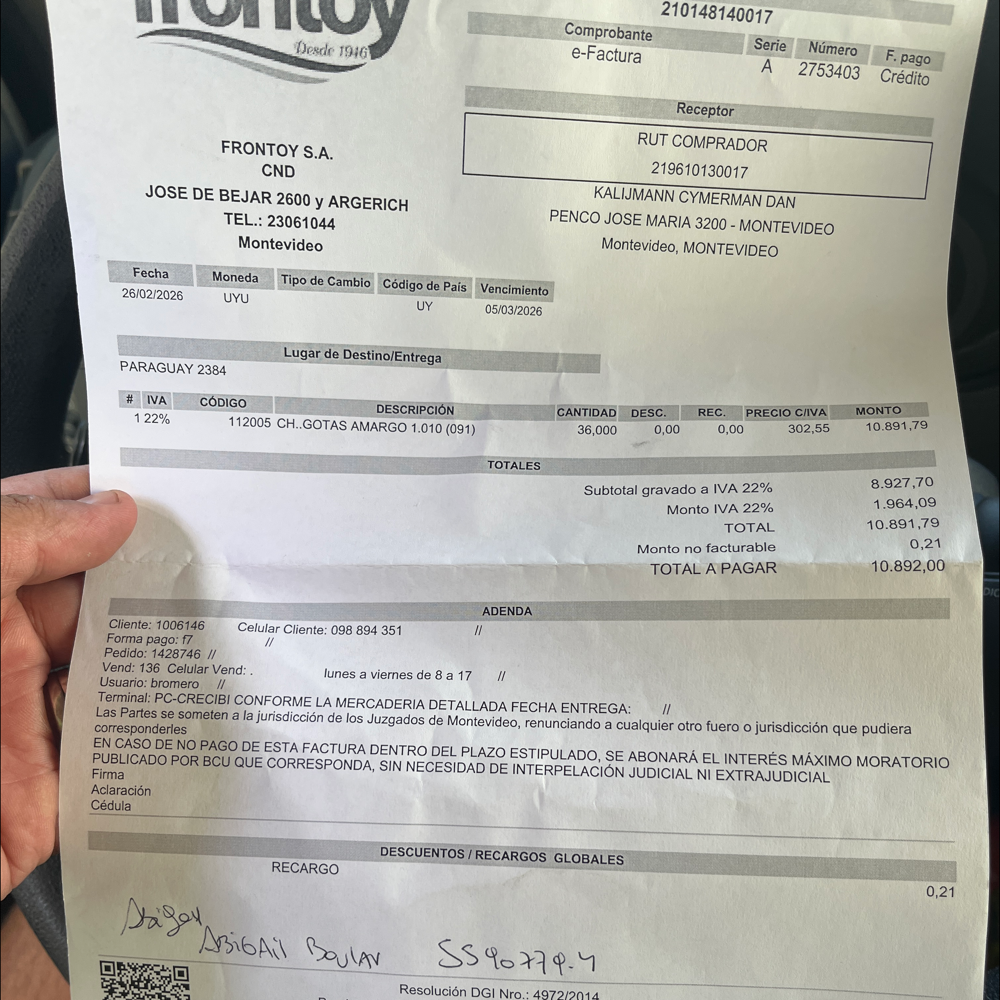 frontoy
Desde 1946
210148140017
Comprobante Serie Número F. pago
e-Factura A 2753403 Crédito
Receptor
RUT COMPRADOR
219610130017
KALIJMANN CYMERMAN DAN
PENCO JOSE MARIA 3200 - MONTEVIDEO
Montevideo, MONTEVIDEO
FRONTOY S.A.
CND
JOSE DE BEJAR 2600 y ARGERICH
TEL.: 23061044
Montevideo
Fecha Moneda Tipo de Cambio Código de País Vencimiento
26/02/2026 UYU UY 05/03/2026
Lugar de Destino/Entrega
PARAGUAY 2384
# IVA CÓDIGO DESCRIPCIÓN CANTIDAD DESC. REC. PRECIO C/IVA MONTO
1 22% 112005 CH..GOTAS AMARGO 1.010 (091) 36,000 0,00 0,00 302,55 10.891,79
TOTALES
Subtotal gravado a IVA 22% 8.927,70
Monto IVA 22% 1.964,09
TOTAL 10.891,79
Monto no facturable 0,21
TOTAL A PAGAR 10.892,00
ADENDA
Cliente: 1006146 Celular Cliente: 098 894 351 //
Forma pago: f7 //
Pedido: 1428746 //
Vend: 136 Celular Vend: . lunes a viernes de 8 a 17 //
Usuario: bromero //
Terminal: PC-CRECIBI CONFORME LA MERCADERIA DETALLADA FECHA ENTREGA: //
Las Partes se someten a la jurisdicción de los Juzgados de Montevideo, renunciando a cualquier otro fuero o jurisdicción que pudiera
corresponderles
EN CASO DE NO PAGO DE ESTA FACTURA DENTRO DEL PLAZO ESTIPULADO, SE ABONARÁ EL INTERÉS MÁXIMO MORATORIO
PUBLICADO POR BCU QUE CORRESPONDA, SIN NECESIDAD DE INTERPELACIÓN JUDICIAL NI EXTRAJUDICIAL
Firma
Aclaración
Cédula
DESCUENTOS / RECARGOS GLOBALES
RECARGO 0,21
ABIGAIL 5590779-4
Resolución DGI Nro.: 4972/2014